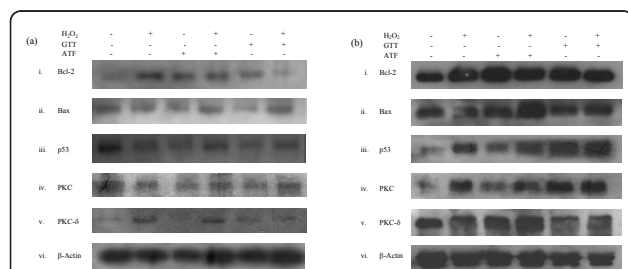 (a)
H₂O₂ - + - + - +
GTT - - - - + +
ATF - - + + - -
i. Bcl-2
ii. Bax
iii. p53
iv. PKC
v. PKC-δ
vi. β-Actin
(b)
H₂O₂ - + - + - +
GTT - - - - + +
ATF - - + + - -
i. Bcl-2
ii. Bax
iii. p53
iv. PKC
v. PKC-δ
vi. β-Actin